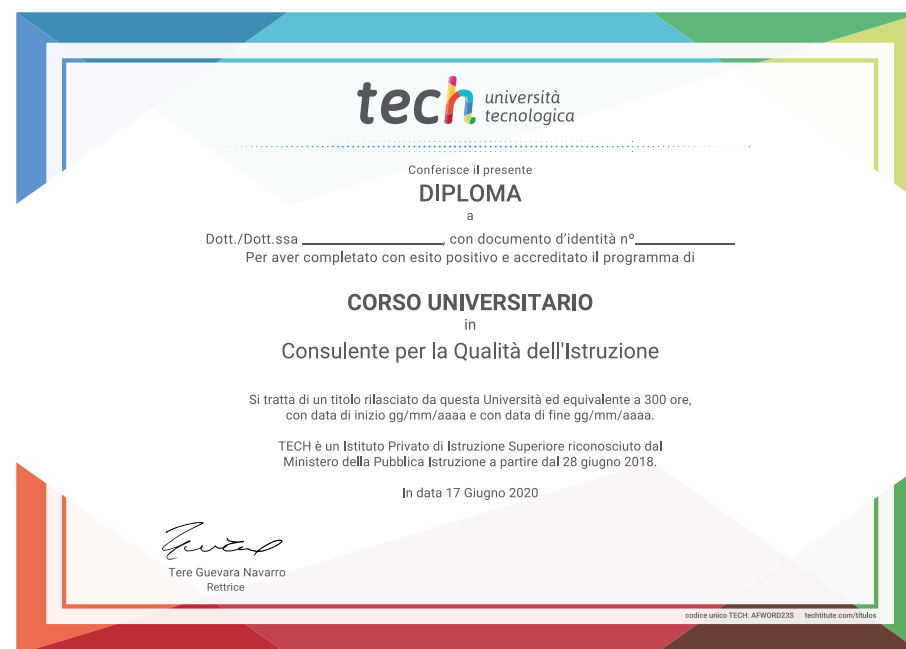 tech università
tecnologica
Conferisce il presente
DIPLOMA
a
Dott./Dott.ssa ____________________, con documento d'identità nº______________
Per aver completato con esito positivo e accreditato il programma di
CORSO UNIVERSITARIO
in
Consulente per la Qualità dell'Istruzione
Si tratta di un titolo rilasciato da questa Università ed equivalente a 300 ore,
con data di inizio gg/mm/aaaa e con data di fine gg/mm/aaaa.
TECH è un Istituto Privato di Istruzione Superiore riconosciuto dal
Ministero della Pubblica Istruzione a partire dal 28 giugno 2018.
In data 17 Giugno 2020
Tere Guevara Navarro
Rettrice
codice unico TECH: AFWORD23S techtitute.com/titulos